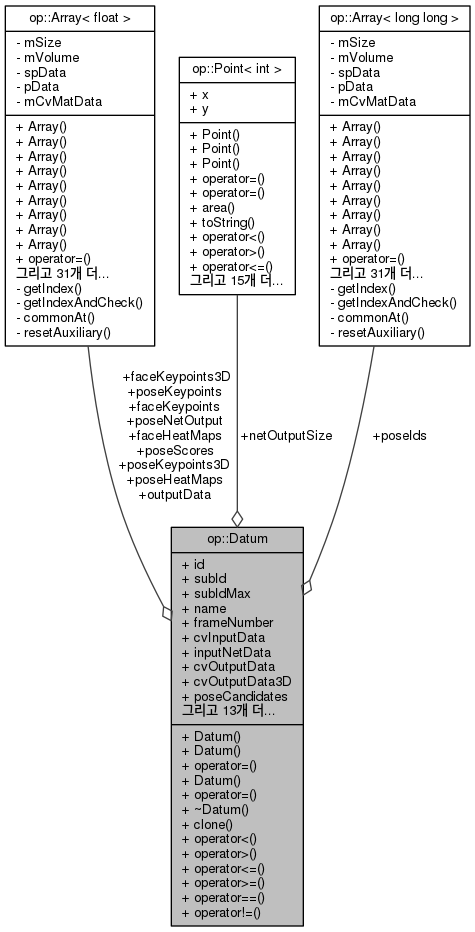 op::Array< float >
- mSize
- mVolume
- spData
- pData
- mCvMatData
+ Array()
+ Array()
+ Array()
+ Array()
+ Array()
+ Array()
+ Array()
+ Array()
+ Array()
+ operator=()
그리고 31개 더...
- getIndex()
- getIndexAndCheck()
- commonAt()
- resetAuxiliary()
op::Point< int >
+ x
+ y
+ Point()
+ Point()
+ Point()
+ operator=()
+ operator=()
+ area()
+ toString()
+ operator<()
+ operator>()
+ operator<=()
그리고 15개 더...
op::Array< long long >
- mSize
- mVolume
- spData
- pData
- mCvMatData
+ Array()
+ Array()
+ Array()
+ Array()
+ Array()
+ Array()
+ Array()
+ Array()
+ Array()
+ operator=()
그리고 31개 더...
- getIndex()
- getIndexAndCheck()
- commonAt()
- resetAuxiliary()
+faceKeypoints3D
+poseKeypoints
+faceKeypoints
+poseNetOutput
+faceHeatMaps
+poseScores
+poseKeypoints3D
+poseHeatMaps
+outputData
+netOutputSize
+poseIds
op::Datum
+ id
+ subId
+ subIdMax
+ name
+ frameNumber
+ cvInputData
+ inputNetData
+ cvOutputData
+ cvOutputData3D
+ poseCandidates
그리고 13개 더...
+ Datum()
+ Datum()
+ operator=()
+ Datum()
+ operator=()
+ ~Datum()
+ clone()
+ operator<()
+ operator>()
+ operator<=()
+ operator>=()
+ operator==()
+ operator!=()